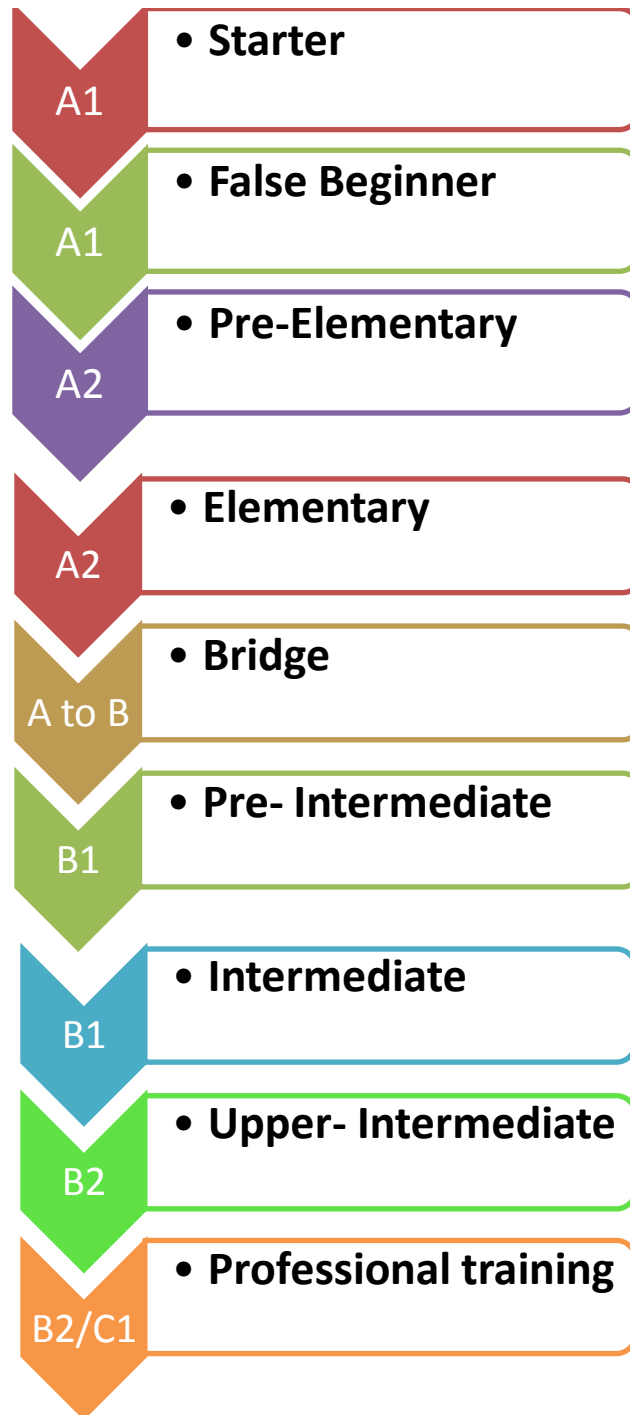 • Starter
A1
• False Beginner
A1
• Pre-Elementary
A2
• Elementary
A2
• Bridge
A to B
• Pre- Intermediate
B1
• Intermediate
B1
• Upper- Intermediate
B2
• Professional training
B2/C1